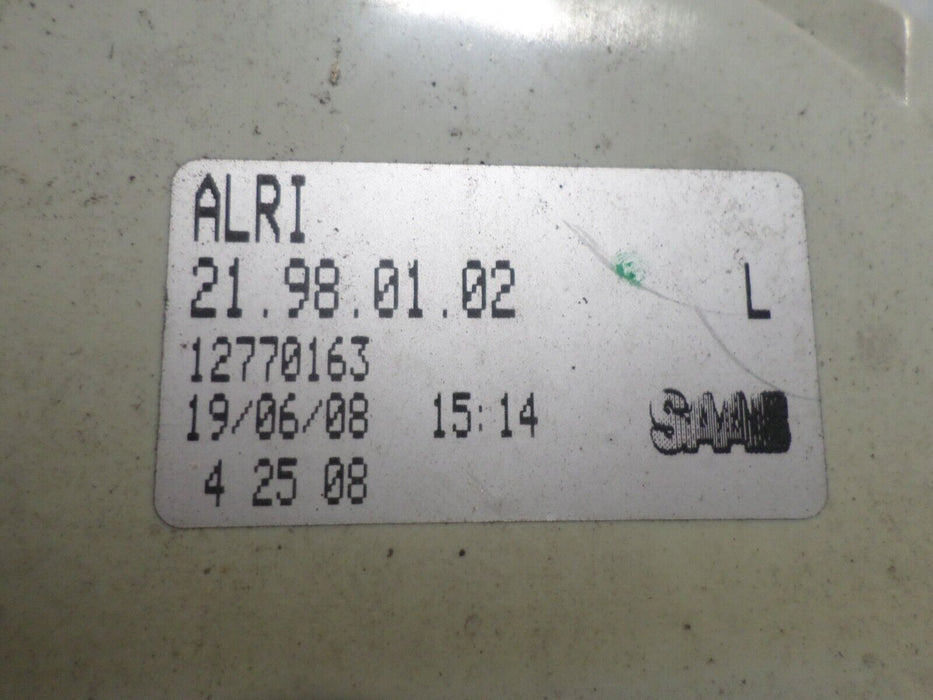 ALRI
21.98.01.02 L
12770163
19/06/08 15:14
SAAB
4 25 08